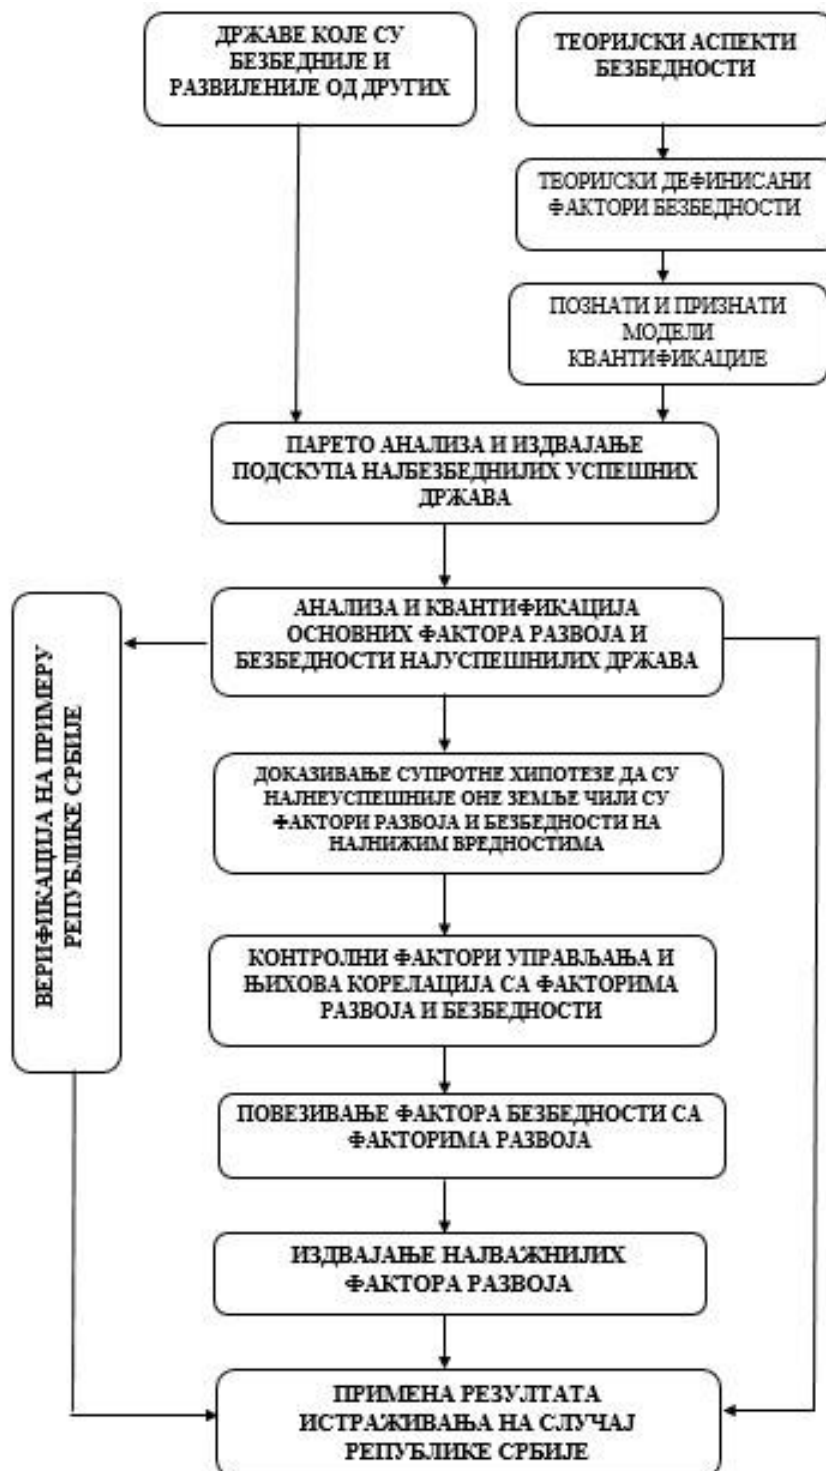 ДРЖАВЕ КОЈЕ СУ
БЕЗБЕДНИЈЕ И
РАЗВИЈЕНИЈЕ ОД ДРУГИХ
ТЕОРИЈСКИ АСПЕКТИ
БЕЗБЕДНОСТИ
ТЕОРИЈСКИ ДЕФИНИСАНИ
ФАКТОРИ БЕЗБЕДНОСТИ
ПОЗНАТИ И ПРИЗНАТИ
МОДЕЛИ
КВАНТИФИКАЦИЈЕ
ПАРЕТО АНАЛИЗА И ИЗДВАЈАЊЕ
ПОДСКУПА НАЈБЕЗБЕДНИЈИХ УСПЕШНИХ
ДРЖАВА
АНАЛИЗА И КВАНТИФИКАЦИЈА
ОСНОВНИХ ФАКТОРА РАЗВОЈА И
БЕЗБЕДНОСТИ НАЈУСПЕШНИЈИХ ДРЖАВА
ВЕРИФИКАЦИЈА НА ПРИМЕРУ
РЕПУБЛИКЕ СРБИЈЕ
ДОКАЗИВАЊЕ СУПРОТНЕ ХИПОТЕЗЕ ДА СУ
НАЈНЕУСПЕШНИЈЕ ОНЕ ЗЕМЉЕ ЧИЈИ СУ
ФАКТОРИ РАЗВОЈА И БЕЗБЕДНОСТИ НА
НАЈНИЖИМ ВРЕДНОСТИМА
КОНТРОЛНИ ФАКТОРИ УПРАВЉАЊА И
ЊИХОВА КОРЕЛАЦИЈА СА ФАКТОРИМА
РАЗВОЈА И БЕЗБЕДНОСТИ
ПОВЕЗИВАЊЕ ФАКТОРА БЕЗБЕДНОСТИ СА
ФАКТОРИМА РАЗВОЈА
ИЗДВАЈАЊЕ НАЈВАЖНИЈИХ
ФАКТОРА РАЗВОЈА
ПРИМЕНА РЕЗУЛТАТА
ИСТРАЖИВАЊА НА СЛУЧАЈ
РЕПУБЛИКЕ СРБИЈЕ